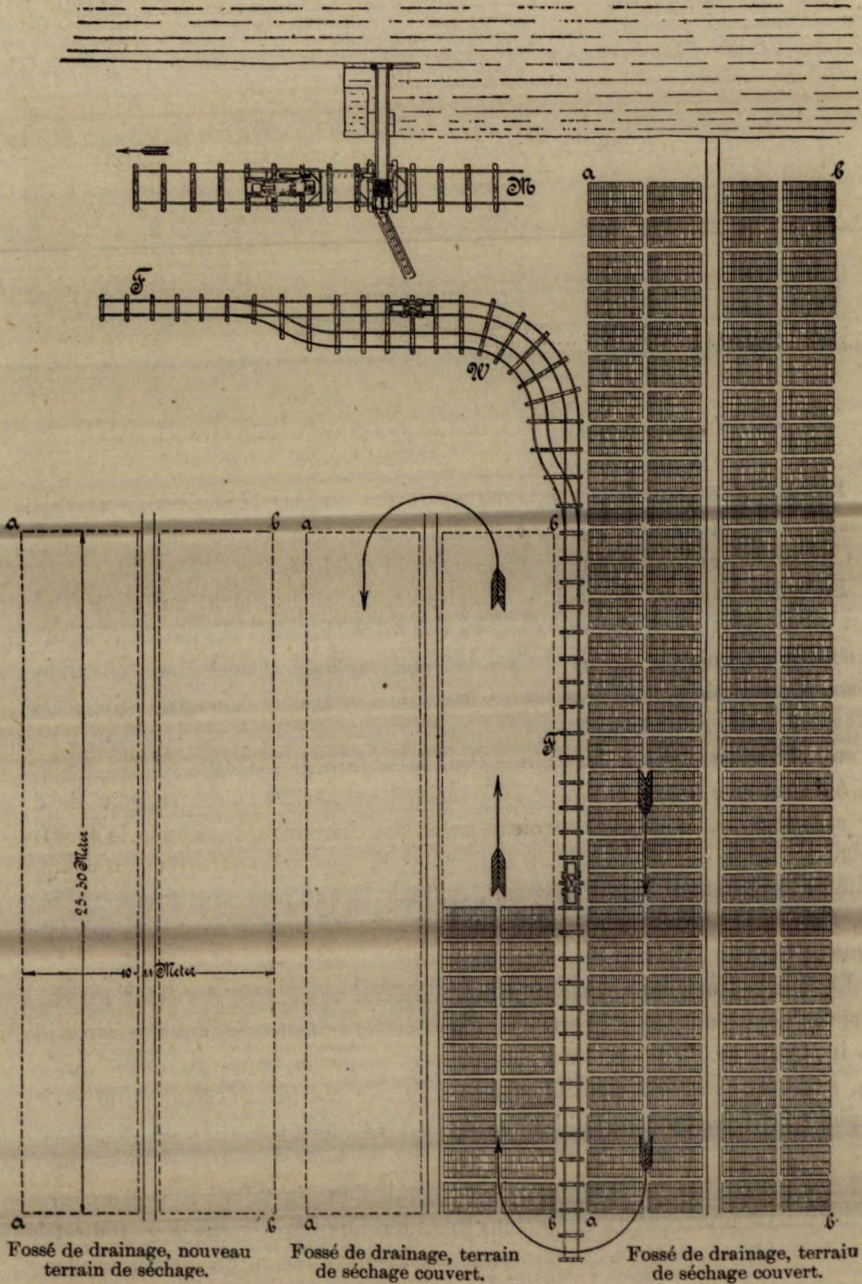 M
a b
F
W
a b a b
F
25-30 Meter
10-11 Meter
a b a b a b
Fossé de drainage, nouveau
terrain de séchage.
Fossé de drainage, terrain
de séchage couvert.
Fossé de drainage, terrain
de séchage couvert.